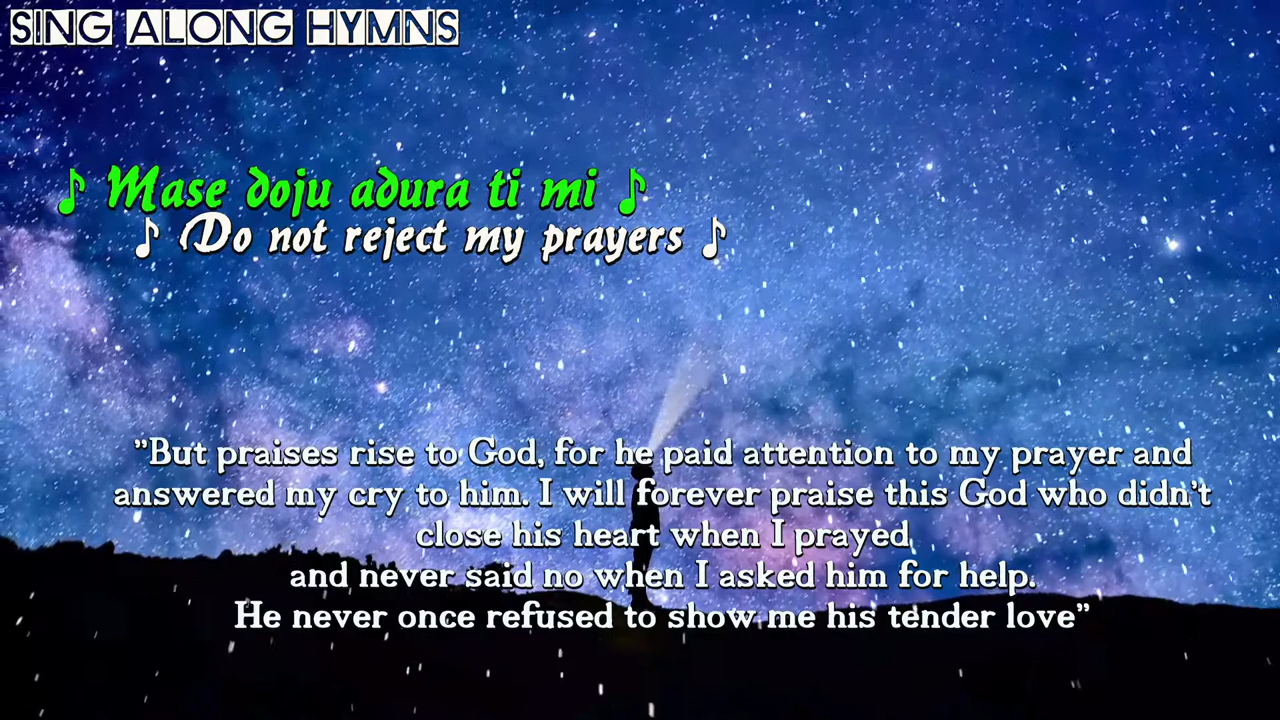 SING ALONG HYMNS
♪ Mase doju adura ti mi ♪
♪ Do not reject my prayers ♪
"But praises rise to God, for he paid attention to my prayer and
answered my cry to him. I will forever praise this God who didn't
close his heart when I prayed
and never said no when I asked him for help.
He never once refused to show me his tender love"